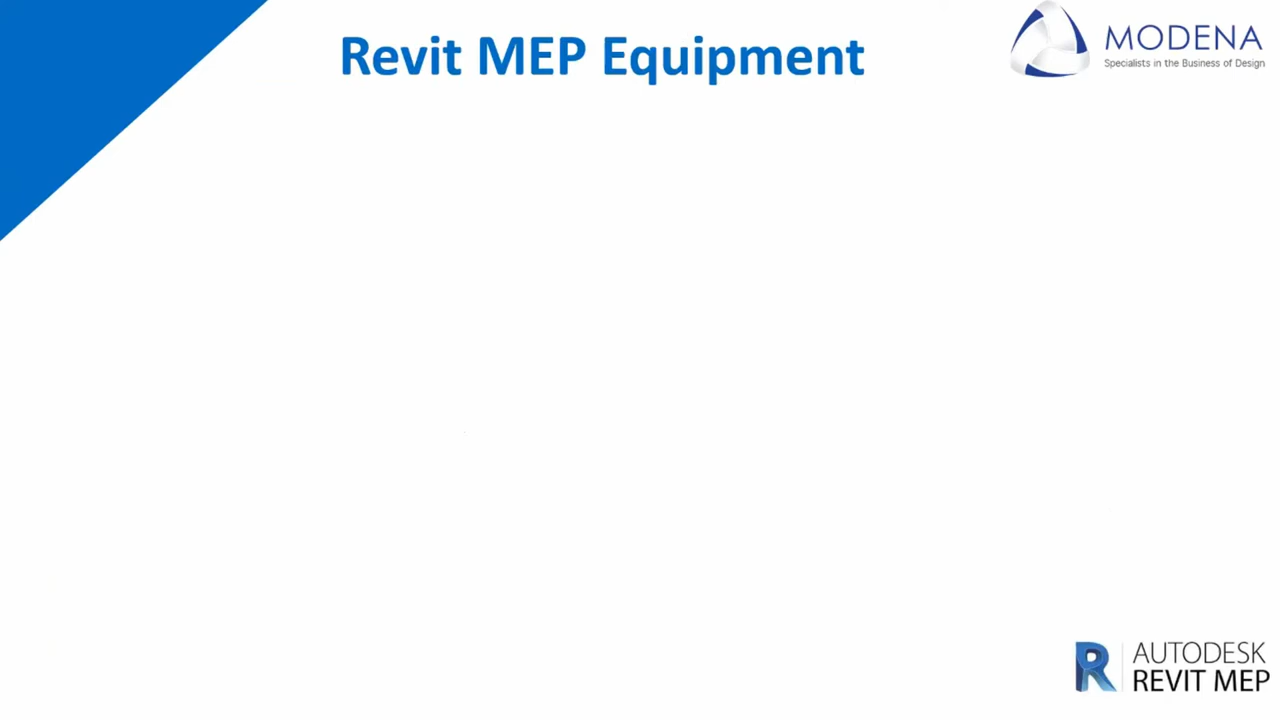 Revit MEP Equipment
MODENA
Specialists in the Business of Design
AUTODESK
REVIT MEP